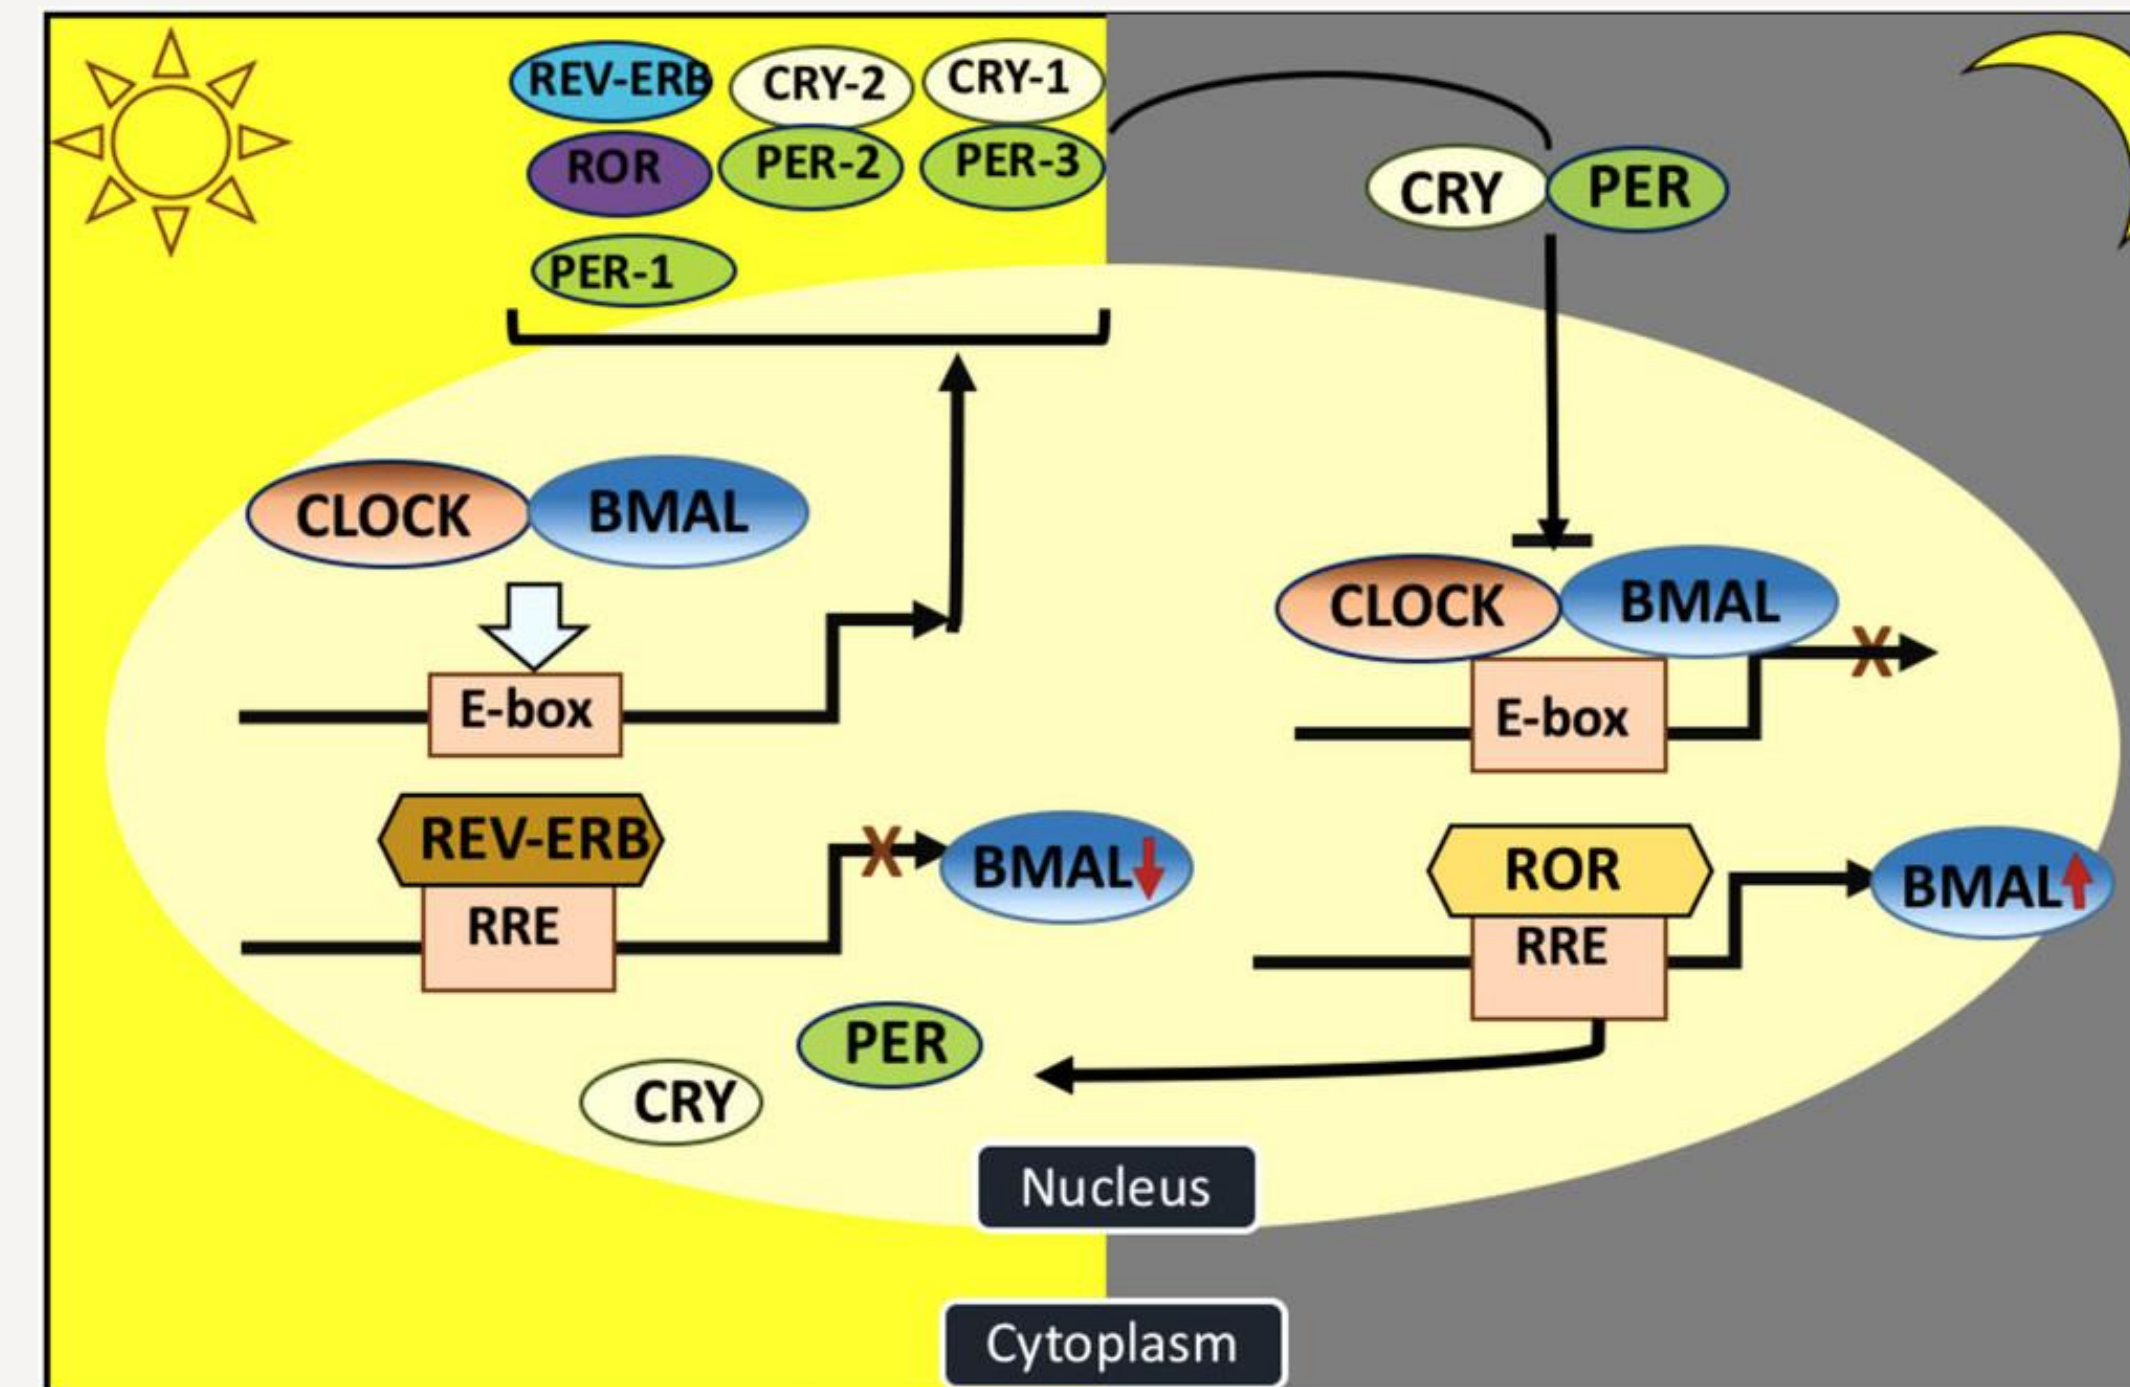 REV-ERB CRY-2 CRY-1
ROR PER-2 PER-3
PER-1
CRY PER
CLOCK BMAL
E-box
REV-ERB
RRE
X
BMAL
CLOCK BMAL
X
E-box
ROR
RRE
BMAL
PER
CRY
Nucleus
Cytoplasm